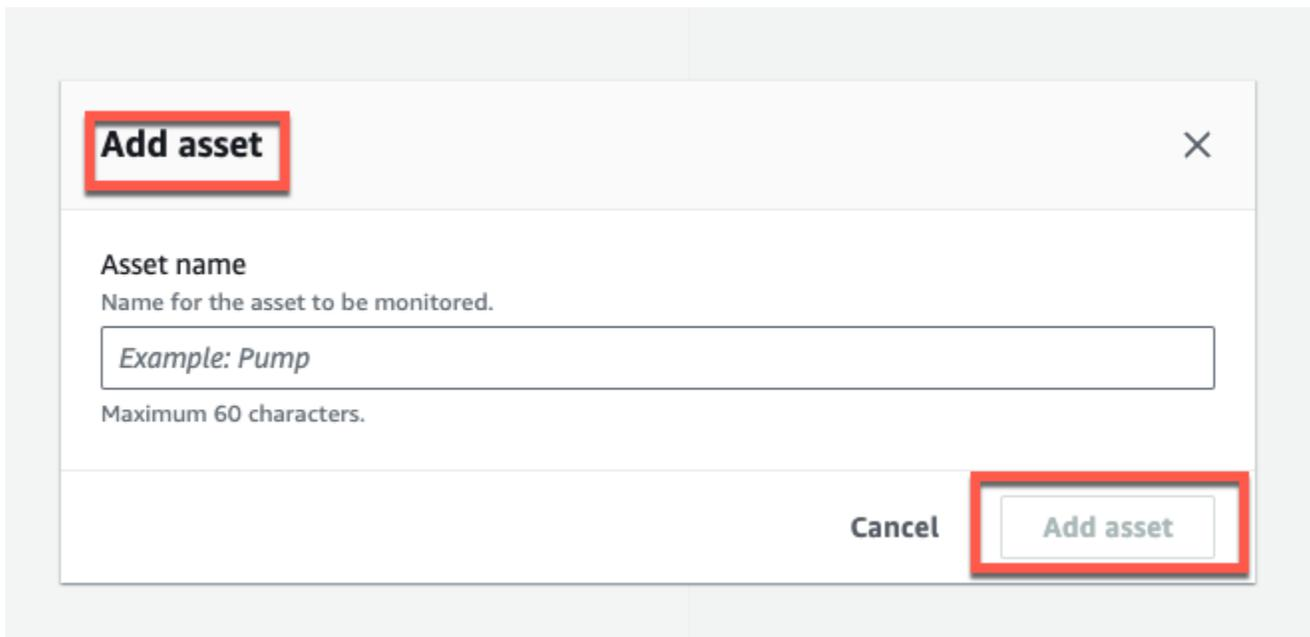 Add asset
Asset name
Name for the asset to be monitored.
Example: Pump
Maximum 60 characters.
Cancel
Add asset